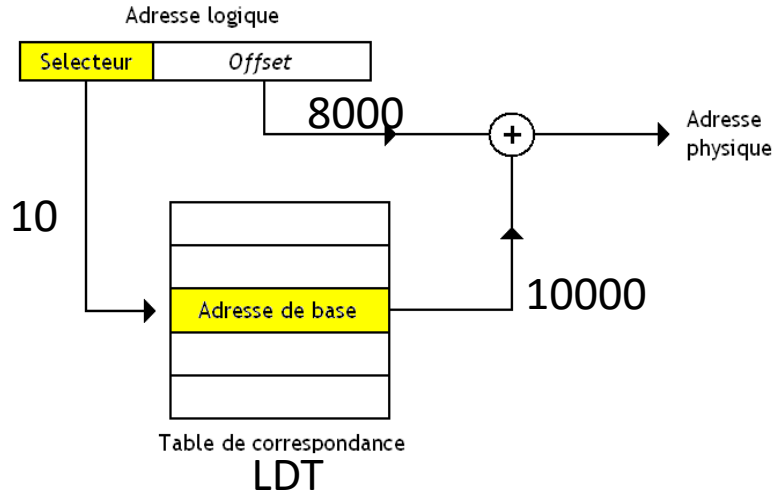 Adresse logique
Selecteur Offset
8000
+
Adresse
physique
10
Adresse de base
10000
Table de correspondance
LDT